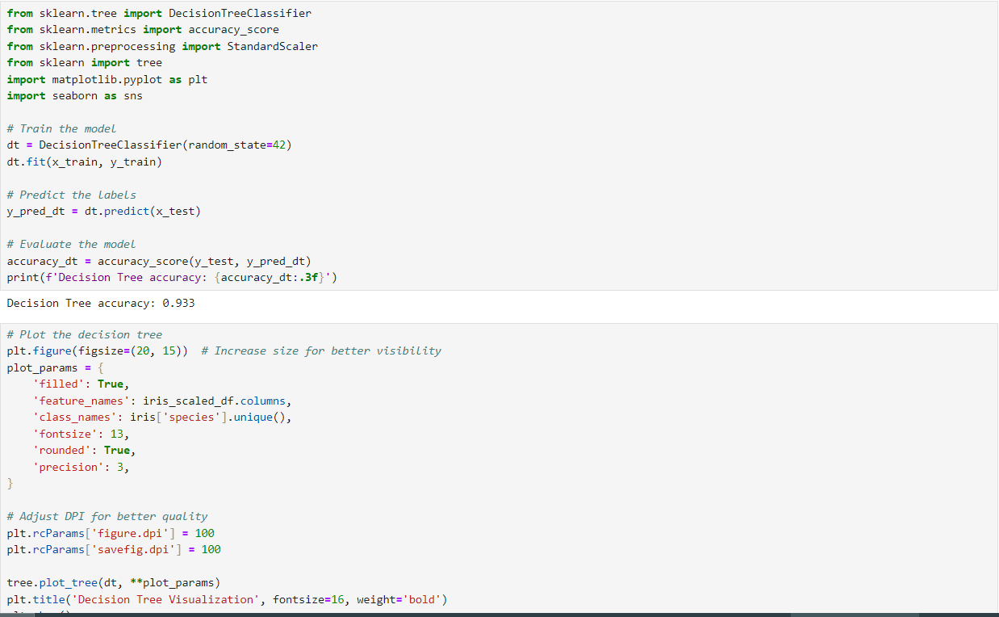 from sklearn.tree import DecisionTreeClassifier
from sklearn.metrics import accuracy_score
from sklearn.preprocessing import StandardScaler
from sklearn import tree
import matplotlib.pyplot as plt
import seaborn as sns

# Train the model
dt = DecisionTreeClassifier(random_state=42)
dt.fit(x_train, y_train)

# Predict the labels
y_pred_dt = dt.predict(x_test)

# Evaluate the model
accuracy_dt = accuracy_score(y_test, y_pred_dt)
print(f'Decision Tree accuracy: {accuracy_dt:.3f}')
Decision Tree accuracy: 0.933
# Plot the decision tree
plt.figure(figsize=(20, 15))  # Increase size for better visibility
plot_params = {
    'filled': True,
    'feature_names': iris_scaled_df.columns,
    'class_names': iris['species'].unique(),
    'fontsize': 13,
    'rounded': True,
    'precision': 3,
}

# Adjust DPI for better quality
plt.rcParams['figure.dpi'] = 100
plt.rcParams['savefig.dpi'] = 100

tree.plot_tree(dt, **plot_params)
plt.title('Decision Tree Visualization', fontsize=16, weight='bold')